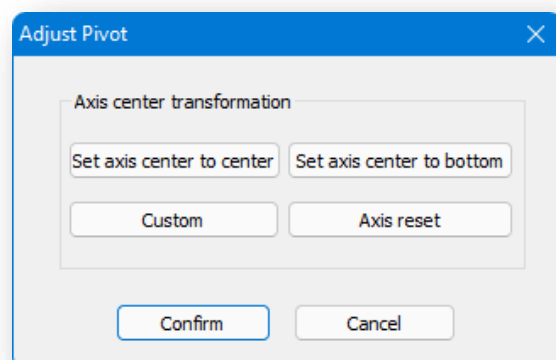 Adjust Pivot
Axis center transformation
Set axis center to center
Set axis center to bottom
Custom
Axis reset
Confirm
Cancel